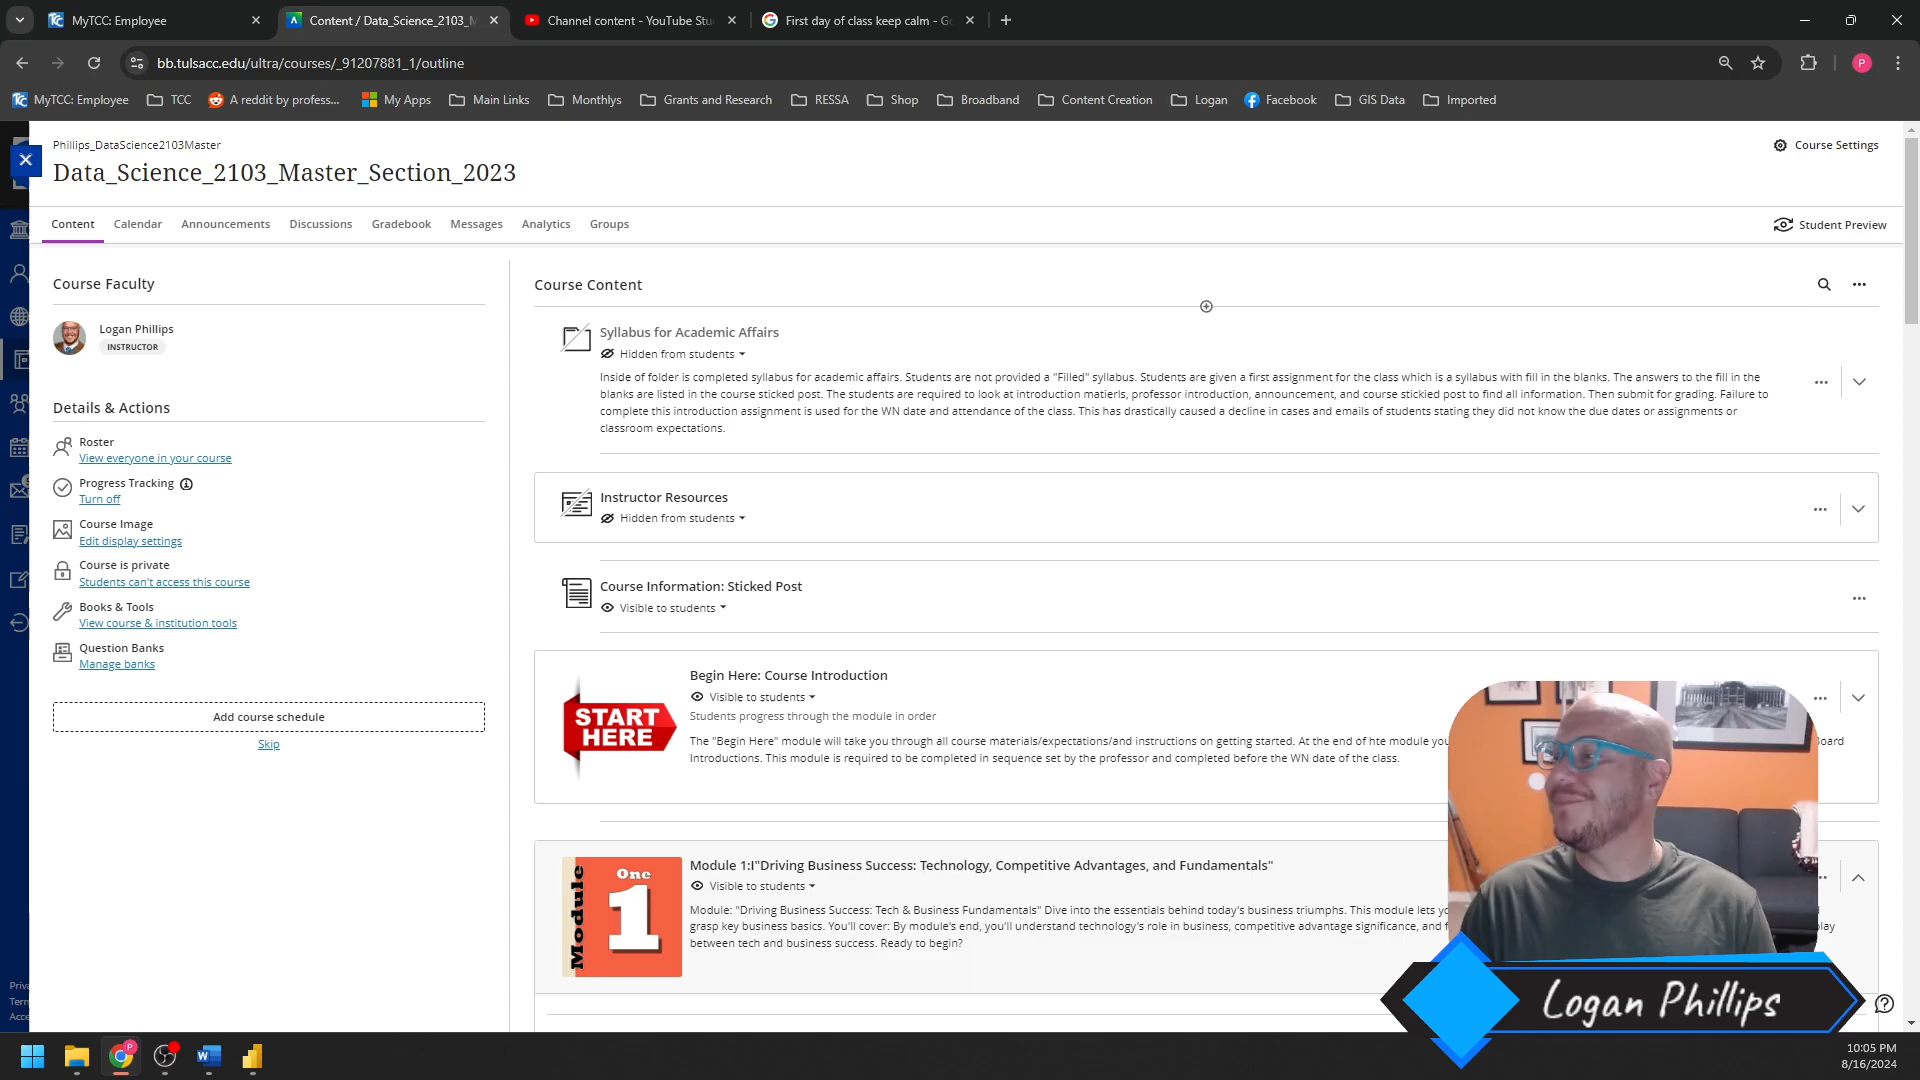 MyTCC: Employee
Content / Data_Science_2103_M
Channel content - YouTube Stu
First day of class keep calm - Go
bb.tulsacc.edu/ultra/courses/_91207881_1/outline
P
MyTCC: Employee
TCC
A reddit by profess...
My Apps
Main Links
Monthlys
Grants and Research
RESSA
Shop
Broadband
Content Creation
Logan
Facebook
GIS Data
Imported
Phillips_DataScience2103Master
Course Settings
Data_Science_2103_Master_Section_2023
Content
Calendar
Announcements
Discussions
Gradebook
Messages
Analytics
Groups
Student Preview
Course Faculty
Logan Phillips
INSTRUCTOR
Details & Actions
Roster
View everyone in your course
Progress Tracking
Turn off
Course Image
Edit display settings
Course is private
Students can't access this course
Books & Tools
View course & institution tools
Question Banks
Manage banks
Add course schedule
Skip
Course Content
Syllabus for Academic Affairs
Hidden from students
Inside of folder is completed syllabus for academic affairs. Students are not provided a "Filled" syllabus. Students are given a first assignment for the class which is a syllabus with fill in the blanks. The answers to the fill in the
blanks are listed in the course sticked post. The students are required to look at introduction matierls, professor introduction, announcement, and course stickied post to find all information. Then submit for grading. Failure to
complete this introduction assignment is used for the WN date and attendance of the class. This has drastically caused a decline in cases and emails of students stating they did not know the due dates or assignments or
classroom expectations.
Instructor Resources
Hidden from students
Course Information: Sticked Post
Visible to students
START
HERE
Begin Here: Course Introduction
Visible to students
Students progress through the module in order
The "Begin Here" module will take you through all course materials/expectations/and instructions on getting started. At the end of hte module you
Board
Introductions. This module is required to be completed in sequence set by the professor and completed before the WN date of the class.
Module
One
1
Module 1:I"Driving Business Success: Technology, Competitive Advantages, and Fundamentals"
Visible to students
Module: "Driving Business Success: Tech & Business Fundamentals" Dive into the essentials behind today's business triumphs. This module lets yo
grasp key business basics. You'll cover: By module's end, you'll understand technology's role in business, competitive advantage significance, and f
play
between tech and business success. Ready to begin?
Priva
Term
Acce
Logan Phillips
10:05 PM
8/16/2024